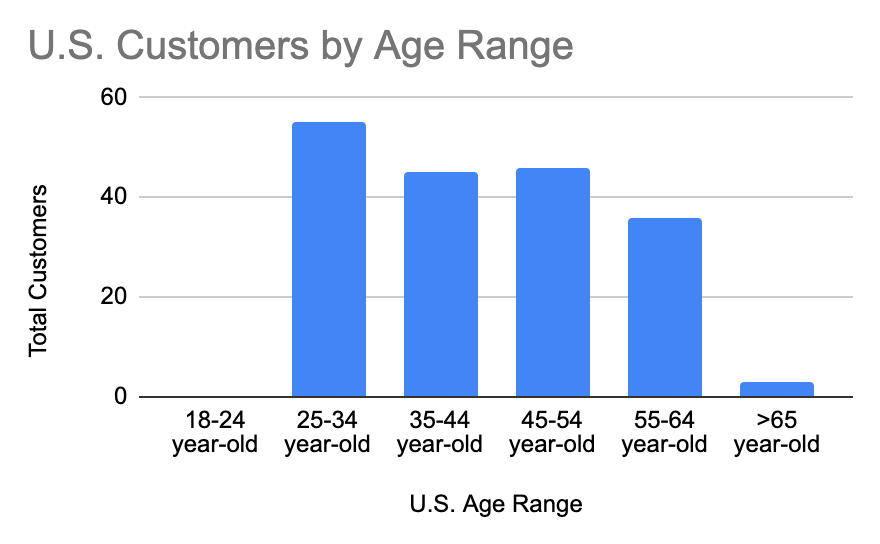 U.S. Customers by Age Range
60
40
20
0
Total Customers
18-24
year-old
25-34
year-old
35-44
year-old
45-54
year-old
55-64
year-old
>65
year-old
U.S. Age Range